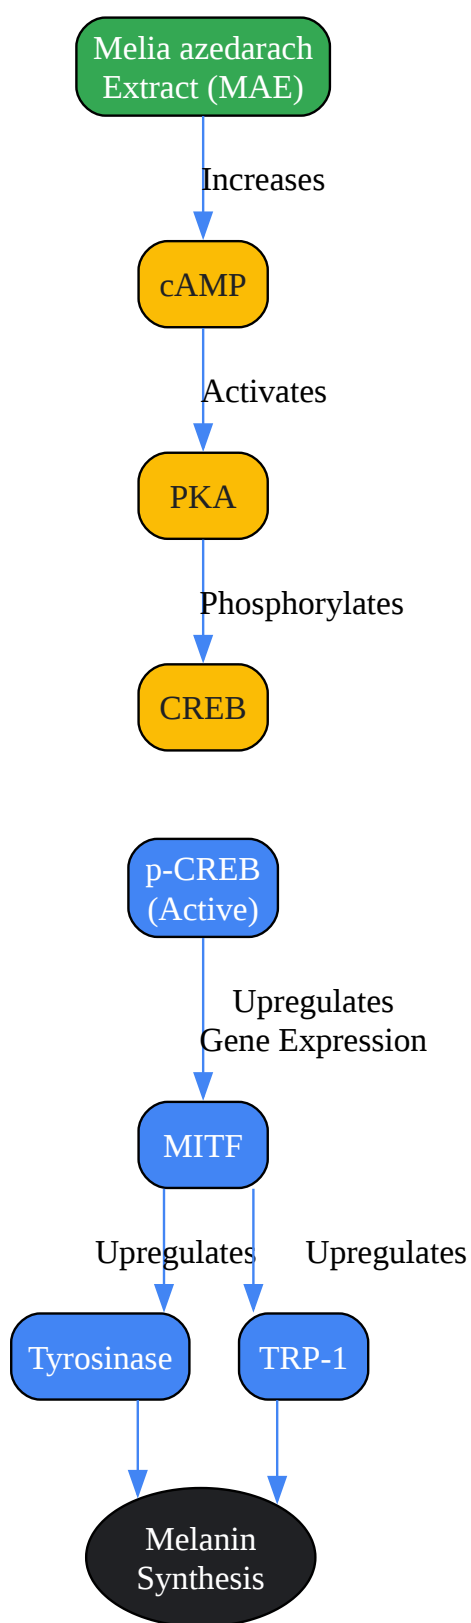 Melia azedarach
Extract (MAE)
Increases
cAMP
Activates
PKA
Phosphorylates
CREB
p-CREB
(Active)
Upregulates
Gene Expression
MITF
Upregulates
Upregulates
Tyrosinase
TRP-1
Melanin
Synthesis